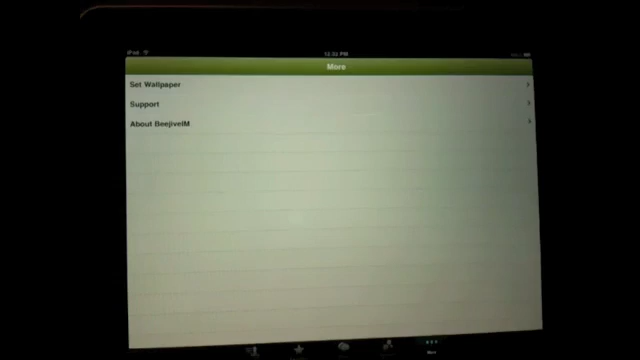 iPad
12:52 PM
More
Set Wallpaper
Support
About BeejiveIM
More